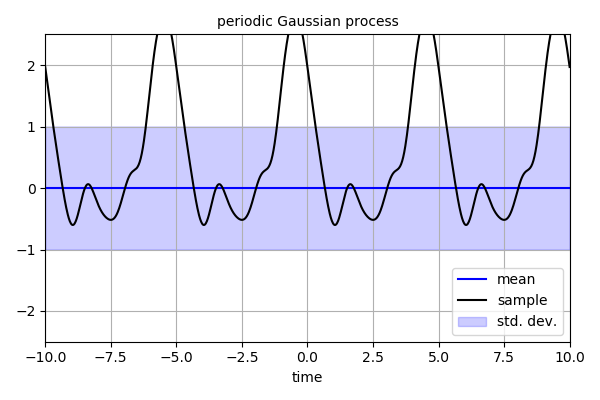 periodic Gaussian process
2
1
0
−1
−2
mean
sample
std. dev.
−10.0 −7.5 −5.0 −2.5 0.0 2.5 5.0 7.5 10.0
time